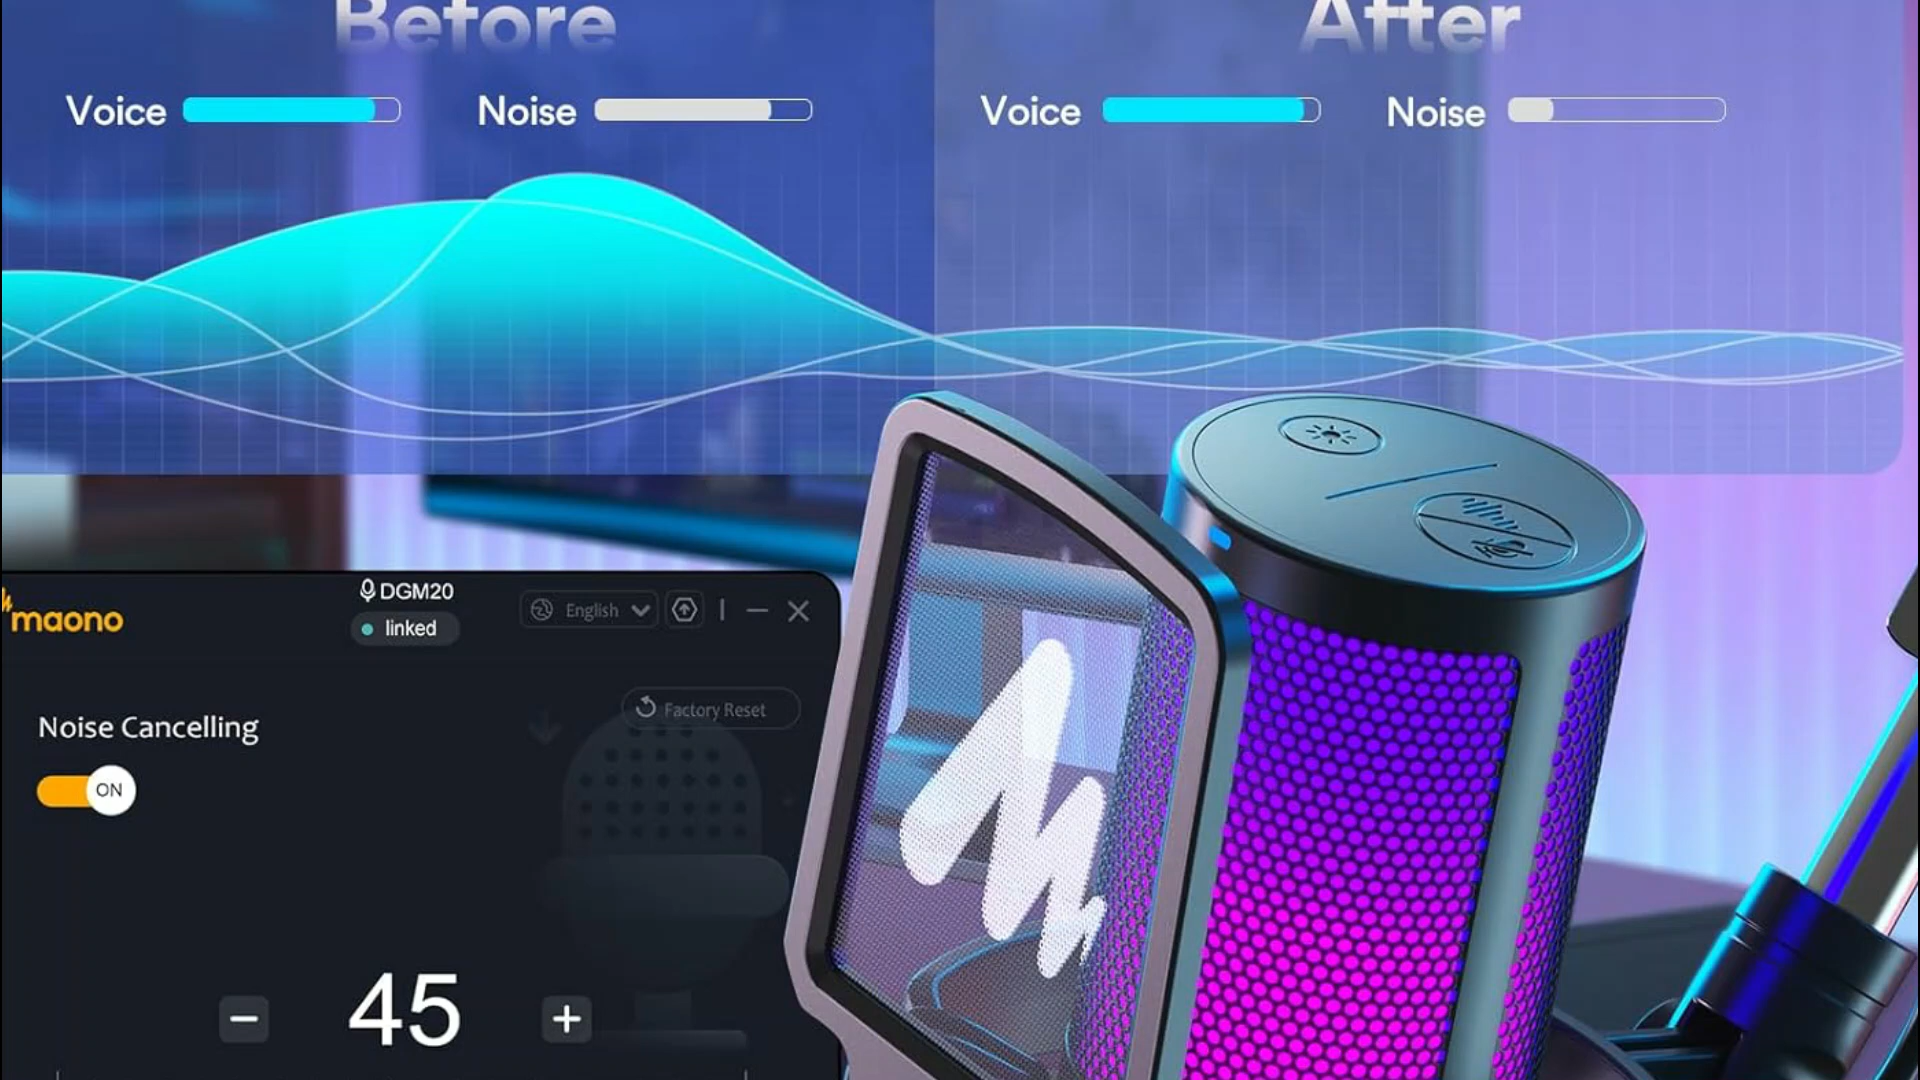 Before
After
Voice
Noise
Voice
Noise
maono
DGM20
linked
English
Factory Reset
Noise Cancelling
ON
45